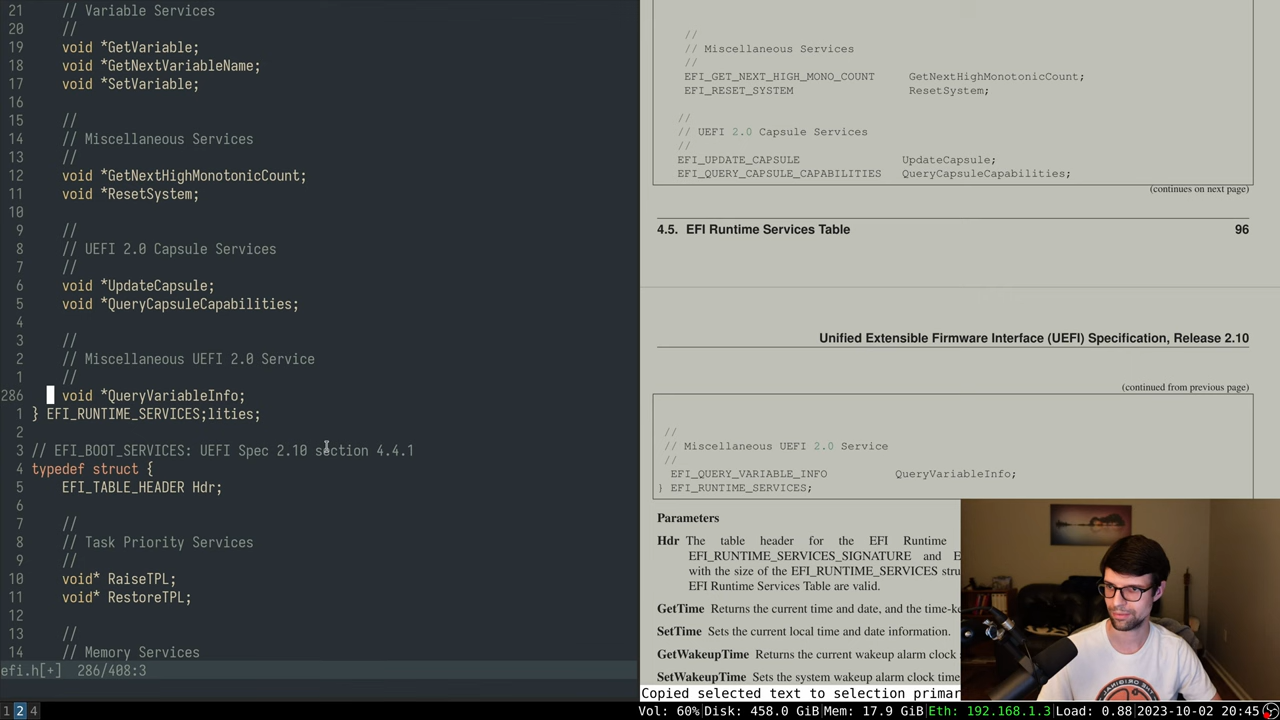 21 // Variable Services
20 //
19 void *GetVariable;
18 void *GetNextVariableName;
17 void *SetVariable;
16
15 //
14 // Miscellaneous Services
13 //
12 void *GetNextHighMonotonicCount;
11 void *ResetSystem;
10
9 //
8 // UEFI 2.0 Capsule Services
7 //
6 void *UpdateCapsule;
5 void *QueryCapsuleCapabilities;
4
3 //
2 // Miscellaneous UEFI 2.0 Service
1 //
286 void *QueryVariableInfo;
1 } EFI_RUNTIME_SERVICES;lities;
2
3 // EFI_BOOT_SERVICES: UEFI Spec 2.10 section 4.4.1
4 typedef struct {
5 EFI_TABLE_HEADER Hdr;
6
7 //
8 // Task Priority Services
9 //
10 void* RaiseTPL;
11 void* RestoreTPL;
12
13 //
14 // Memory Services
efi.h[+] 286/408:3
//
// Miscellaneous Services
//
EFI_GET_NEXT_HIGH_MONO_COUNT GetNextHighMonotonicCount;
EFI_RESET_SYSTEM ResetSystem;
//
// UEFI 2.0 Capsule Services
//
EFI_UPDATE_CAPSULE UpdateCapsule;
EFI_QUERY_CAPSULE_CAPABILITIES QueryCapsuleCapabilities;
(continues on next page)
4.5. EFI Runtime Services Table 96
Unified Extensible Firmware Interface (UEFI) Specification, Release 2.10
(continued from previous page)
//
// Miscellaneous UEFI 2.0 Service
//
EFI_QUERY_VARIABLE_INFO QueryVariableInfo;
} EFI_RUNTIME_SERVICES;
Parameters
Hdr The table header for the EFI Runtime
EFI_RUNTIME_SERVICES_SIGNATURE and E
with the size of the EFI_RUNTIME_SERVICES stru
EFI Runtime Services Table are valid.
GetTime Returns the current time and date, and the time-ke
SetTime Sets the current local time and date information.
GetWakeupTime Returns the current wakeup alarm clock
SetWakeupTime Sets the system wakeup alarm clock time
Copied selected text to selection primar
1 2 4 Vol: 60% Disk: 458.0 GiB Mem: 17.9 GiB Eth: 192.168.1.3 Load: 0.88 2023-10-02 20:45